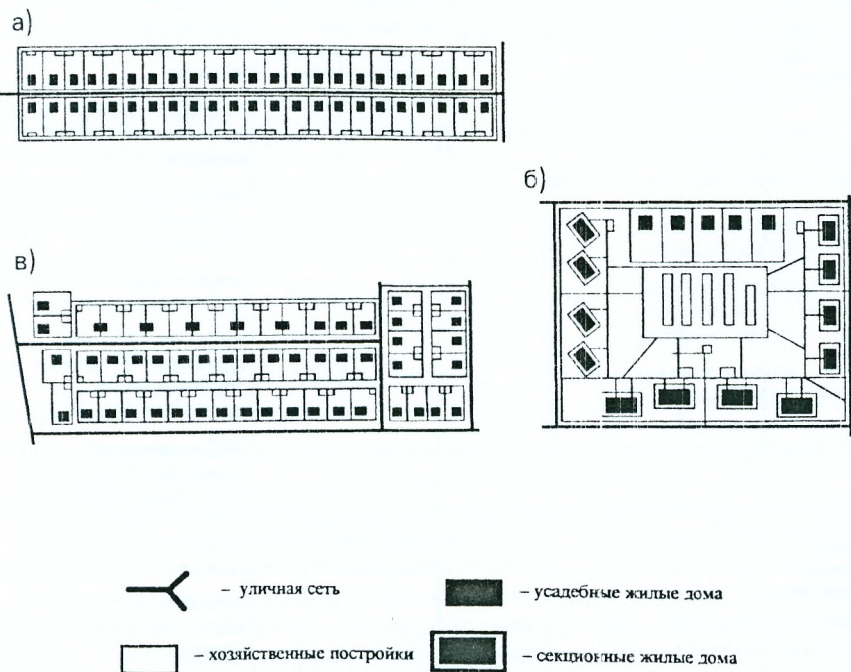 а)
б)
в)
– уличная сеть
– усадебные жилые дома
– хозяйственные постройки
– секционные жилые дома